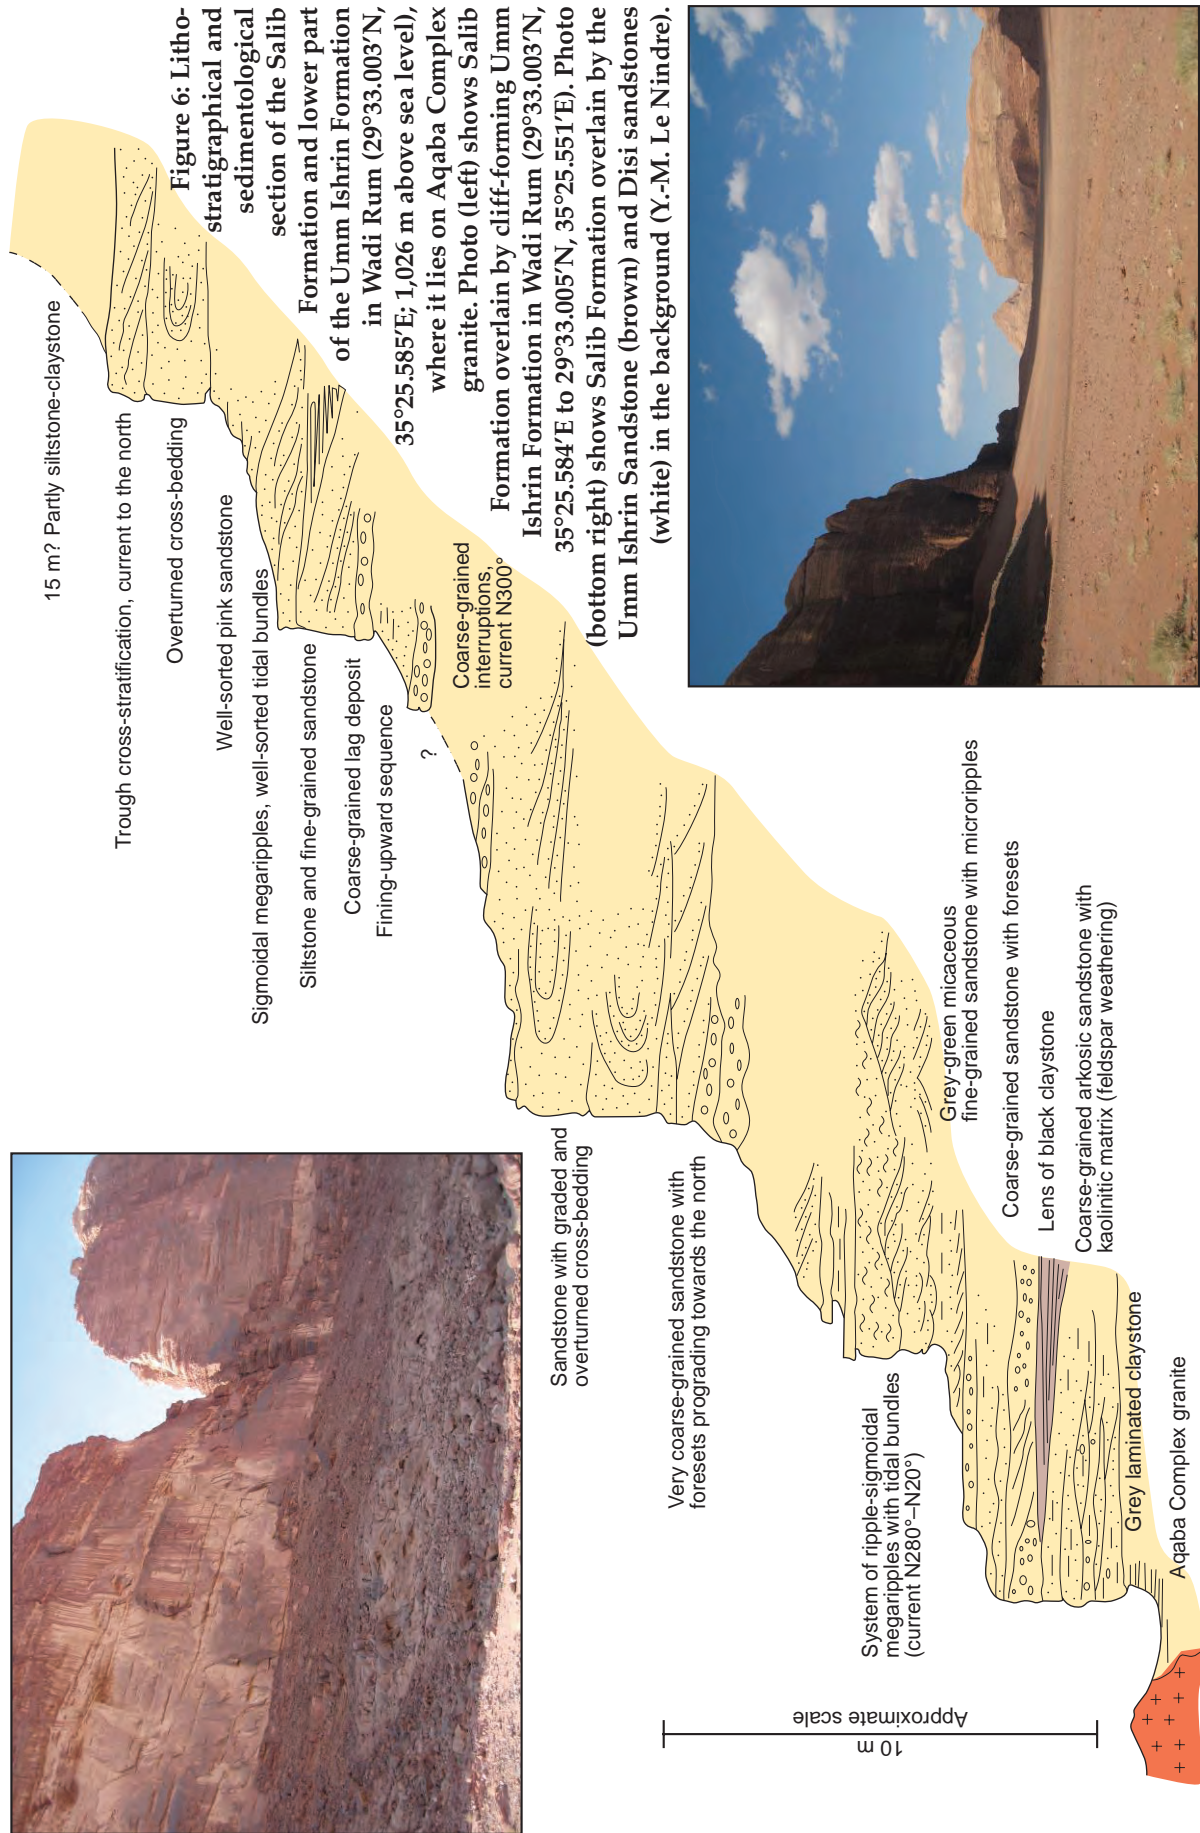 Figure 6: Litho-
stratigraphical and
sedimentological
section of the Salib
Formation and lower part
of the Umm Ishrin Formation
in Wadi Rum (29°33.003′N,
35°25.585′E; 1,026 m above sea level),
where it lies on Aqaba Complex
granite. Photo (left) shows Salib
Formation overlain by cliff-forming Umm
Ishrin Formation in Wadi Rum (29°33.003′N,
35°25.584′E to 29°33.005′N, 35°25.551′E). Photo
(bottom right) shows Salib Formation overlain by the
Umm Ishrin Sandstone (brown) and Disi sandstones
(white) in the background (Y.-M. Le Nindre).
15 m? Partly siltstone-claystone
Trough cross-stratification, current to the north
Overturned cross-bedding
Well-sorted pink sandstone
Sigmoidal megaripples, well-sorted tidal bundles
Siltstone and fine-grained sandstone
Coarse-grained lag deposit
Fining-upward sequence
?
Coarse-grained
interruptions,
current N300°
Sandstone with graded and
overturned cross-bedding
Very coarse-grained sandstone with
foresets prograding towards the north
System of ripple-sigmoidal
megaripples with tidal bundles
(current N280°–N20°)
Grey-green micaceous
fine-grained sandstone with microripples
Coarse-grained sandstone with foresets
Lens of black claystone
Coarse-grained arkosic sandstone with
kaolinitic matrix (feldspar weathering)
Grey laminated claystone
Aqaba Complex granite
10 m
Approximate scale